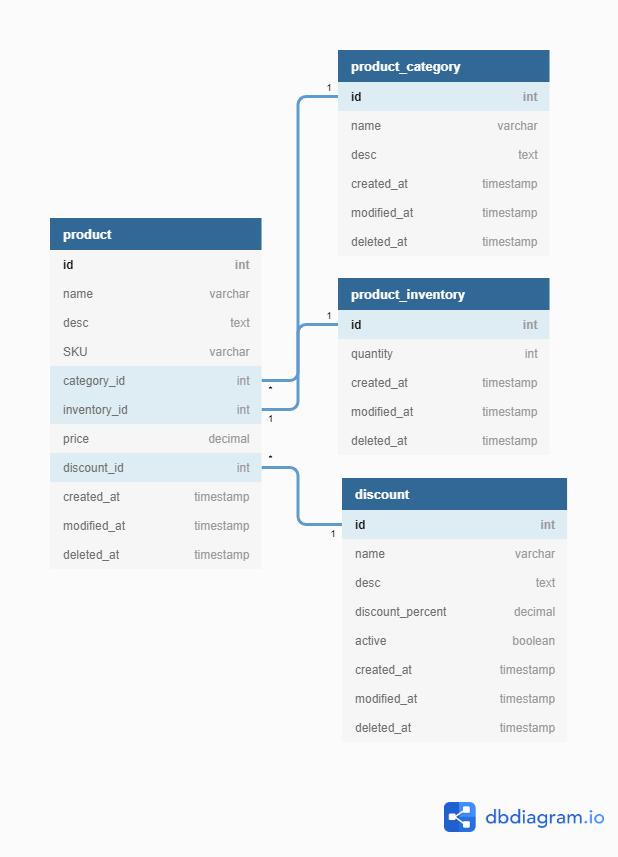 product_category
id int
name varchar
desc text
created_at timestamp
modified_at timestamp
deleted_at timestamp
product
id int
name varchar
desc text
SKU varchar
category_id int
inventory_id int
price decimal
discount_id int
created_at timestamp
modified_at timestamp
deleted_at timestamp
product_inventory
id int
quantity int
created_at timestamp
modified_at timestamp
deleted_at timestamp
discount
id int
name varchar
desc text
discount_percent decimal
active boolean
created_at timestamp
modified_at timestamp
deleted_at timestamp
1
1
*
1
*
1
dbdiagram.io